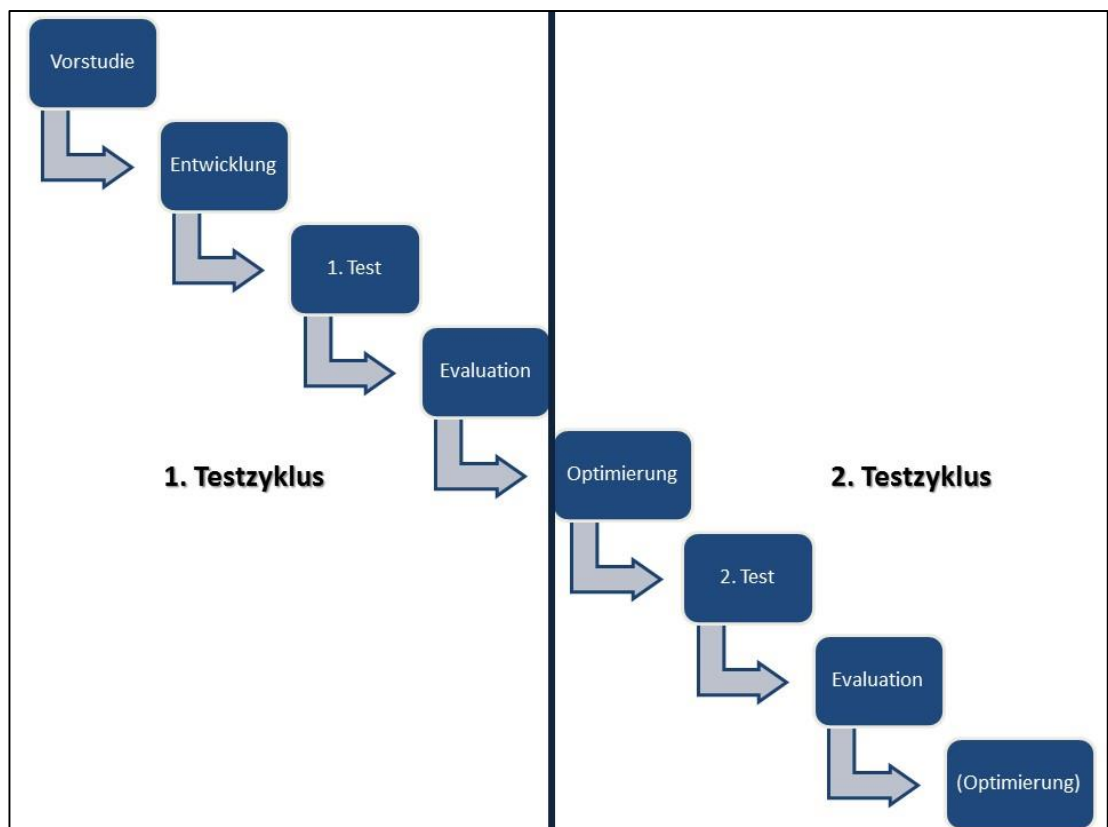 Vorstudie
Entwicklung
1. Test
Evaluation
1. Testzyklus
Optimierung
2. Testzyklus
2. Test
Evaluation
(Optimierung)